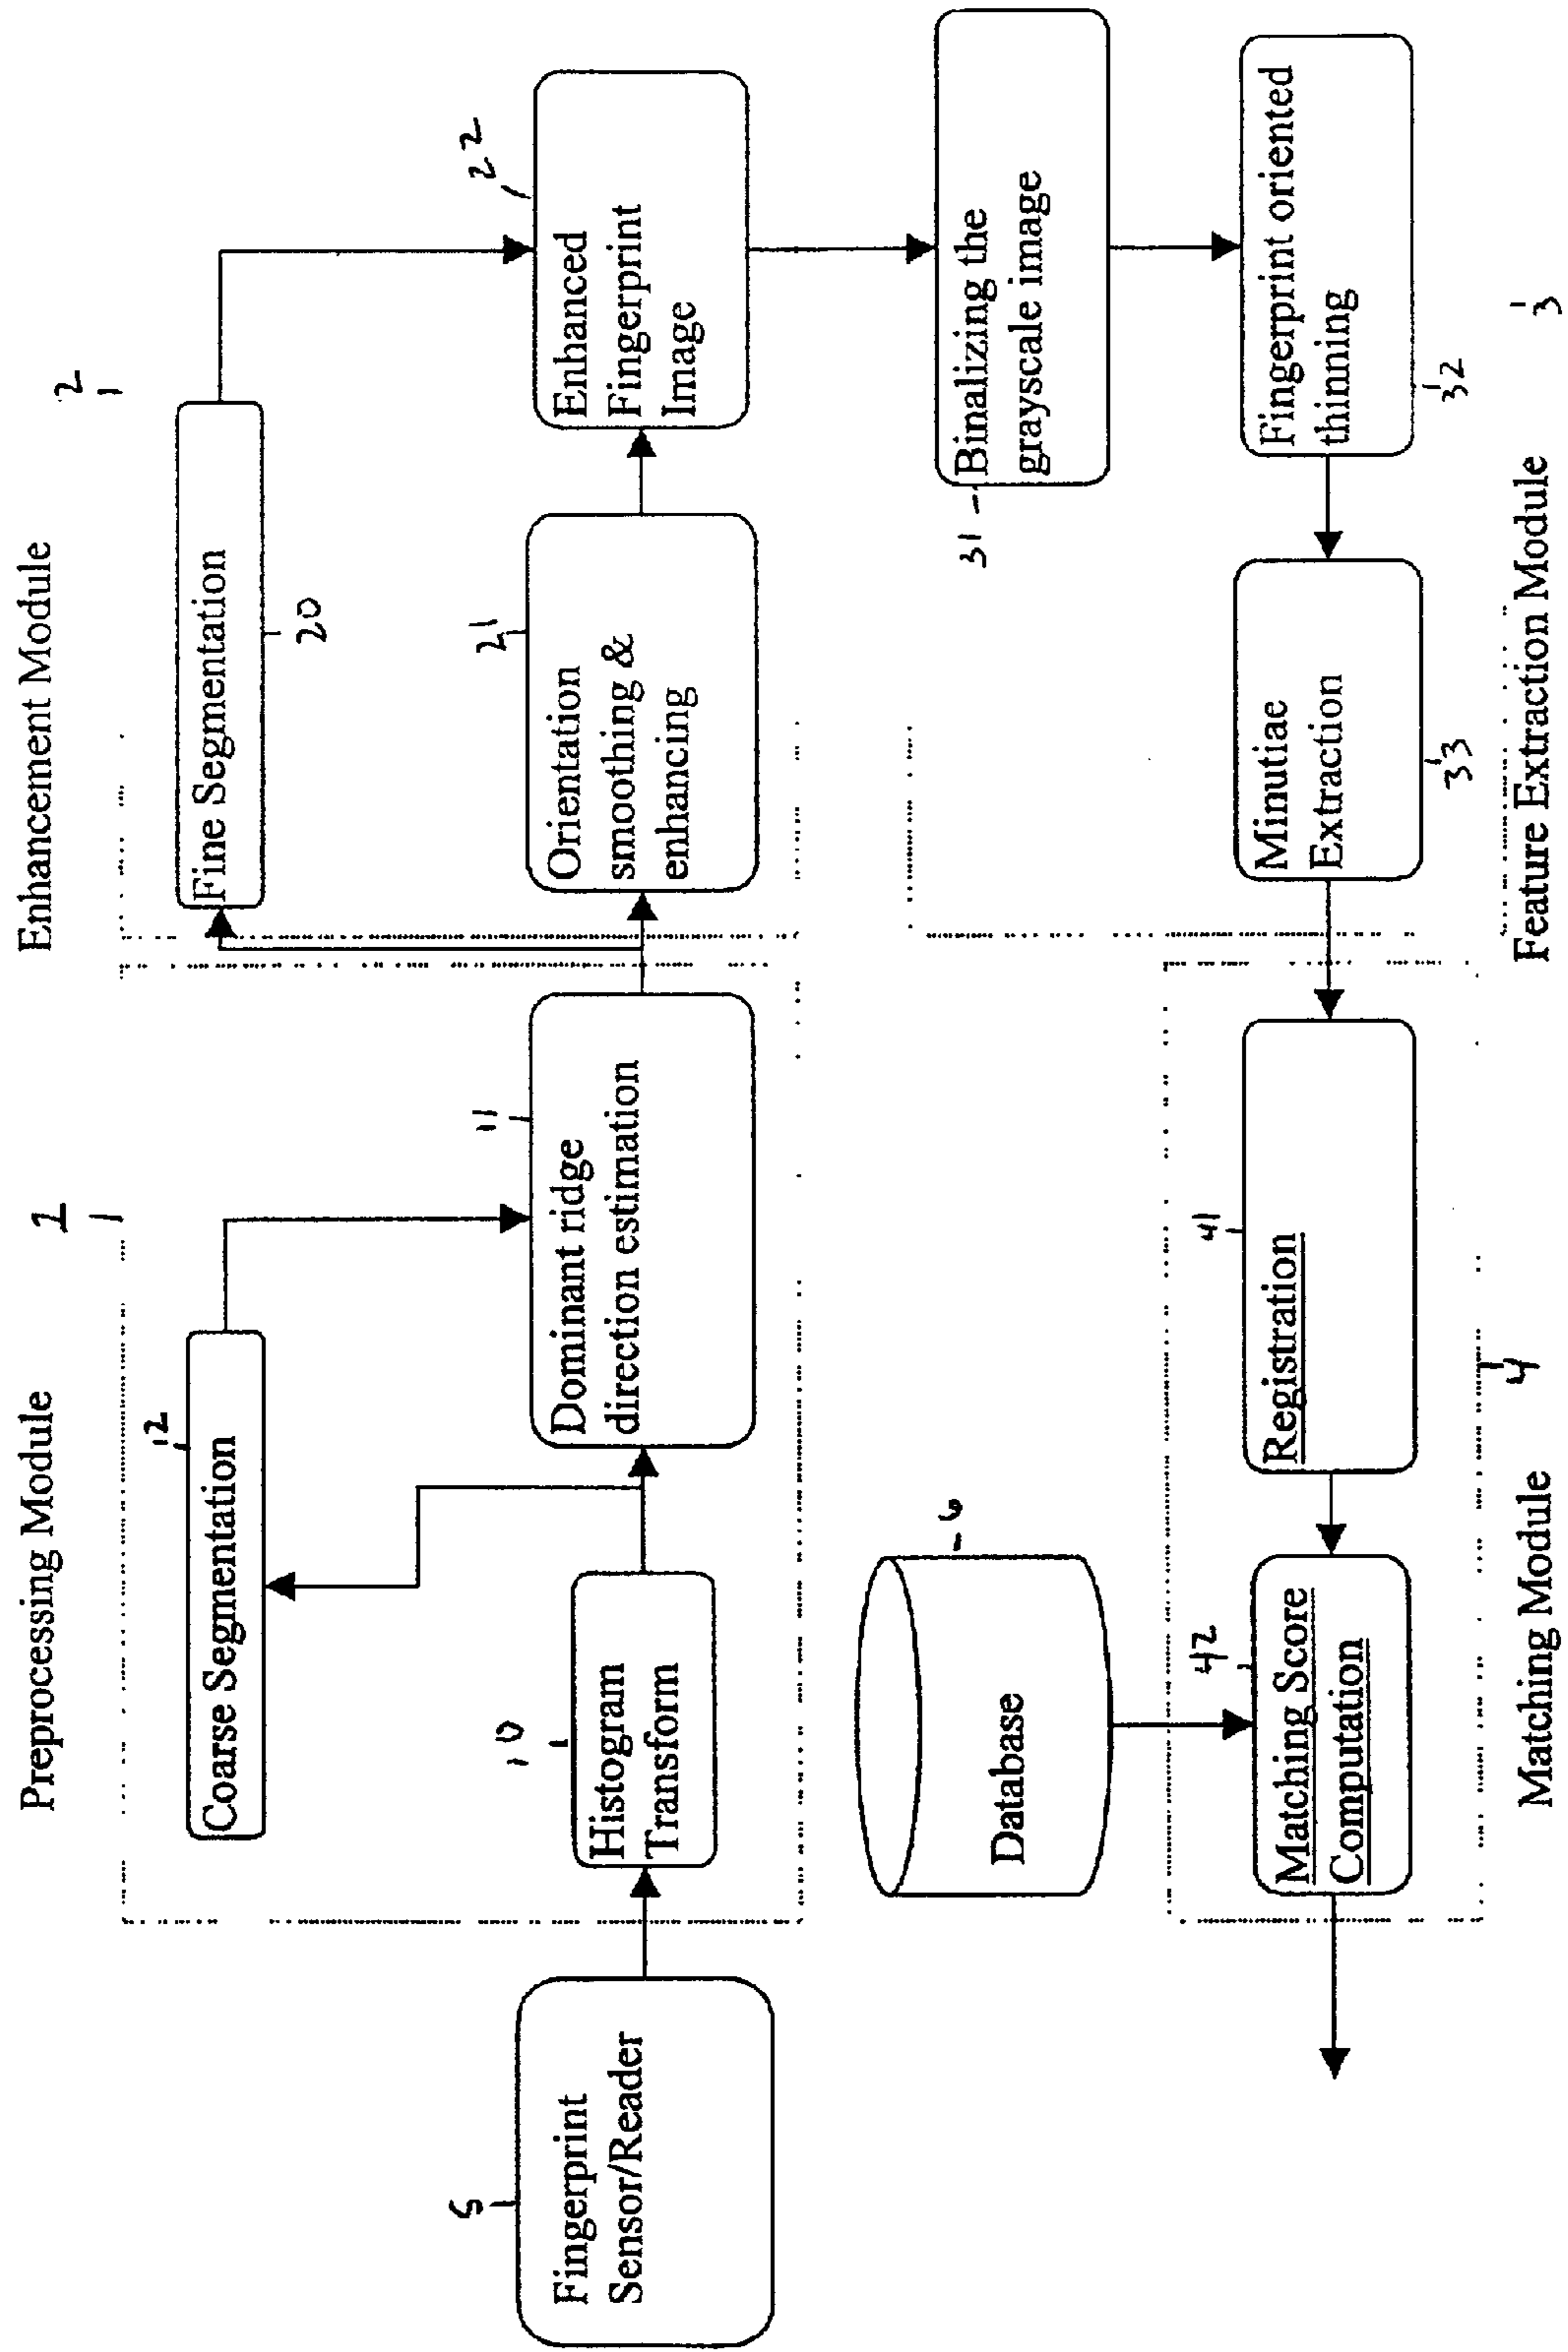 Preprocessing Module
1
Enhancement Module
2
12
Coarse Segmentation
Fine Segmentation
20
5
Fingerprint
Sensor/Reader
10
Histogram
Transform
11
Dominant ridge
direction estimation
21
Orientation
smoothing &
enhancing
22
Enhanced
Fingerprint
Image
6
Database
31
Binalizing the
grayscale image
42
Matching Score
Computation
41
Registration
Minutiae
Extraction
33
Fingerprint oriented
thinning
32
4
Matching Module
Feature Extraction Module
3